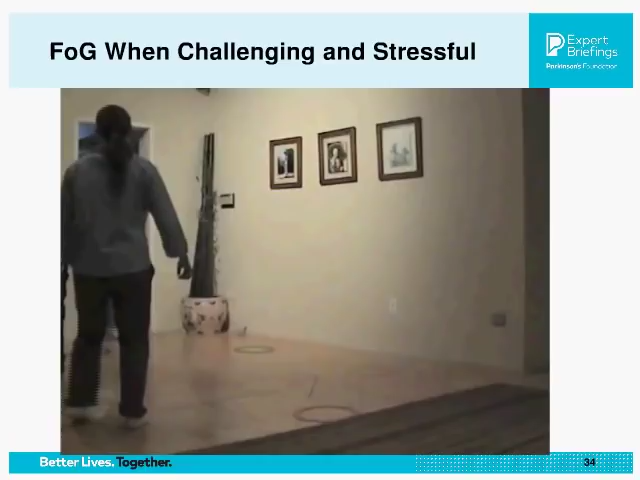 FoG When Challenging and Stressful
Expert
Briefings
Parkinson's Foundation
Better Lives. Together.
34